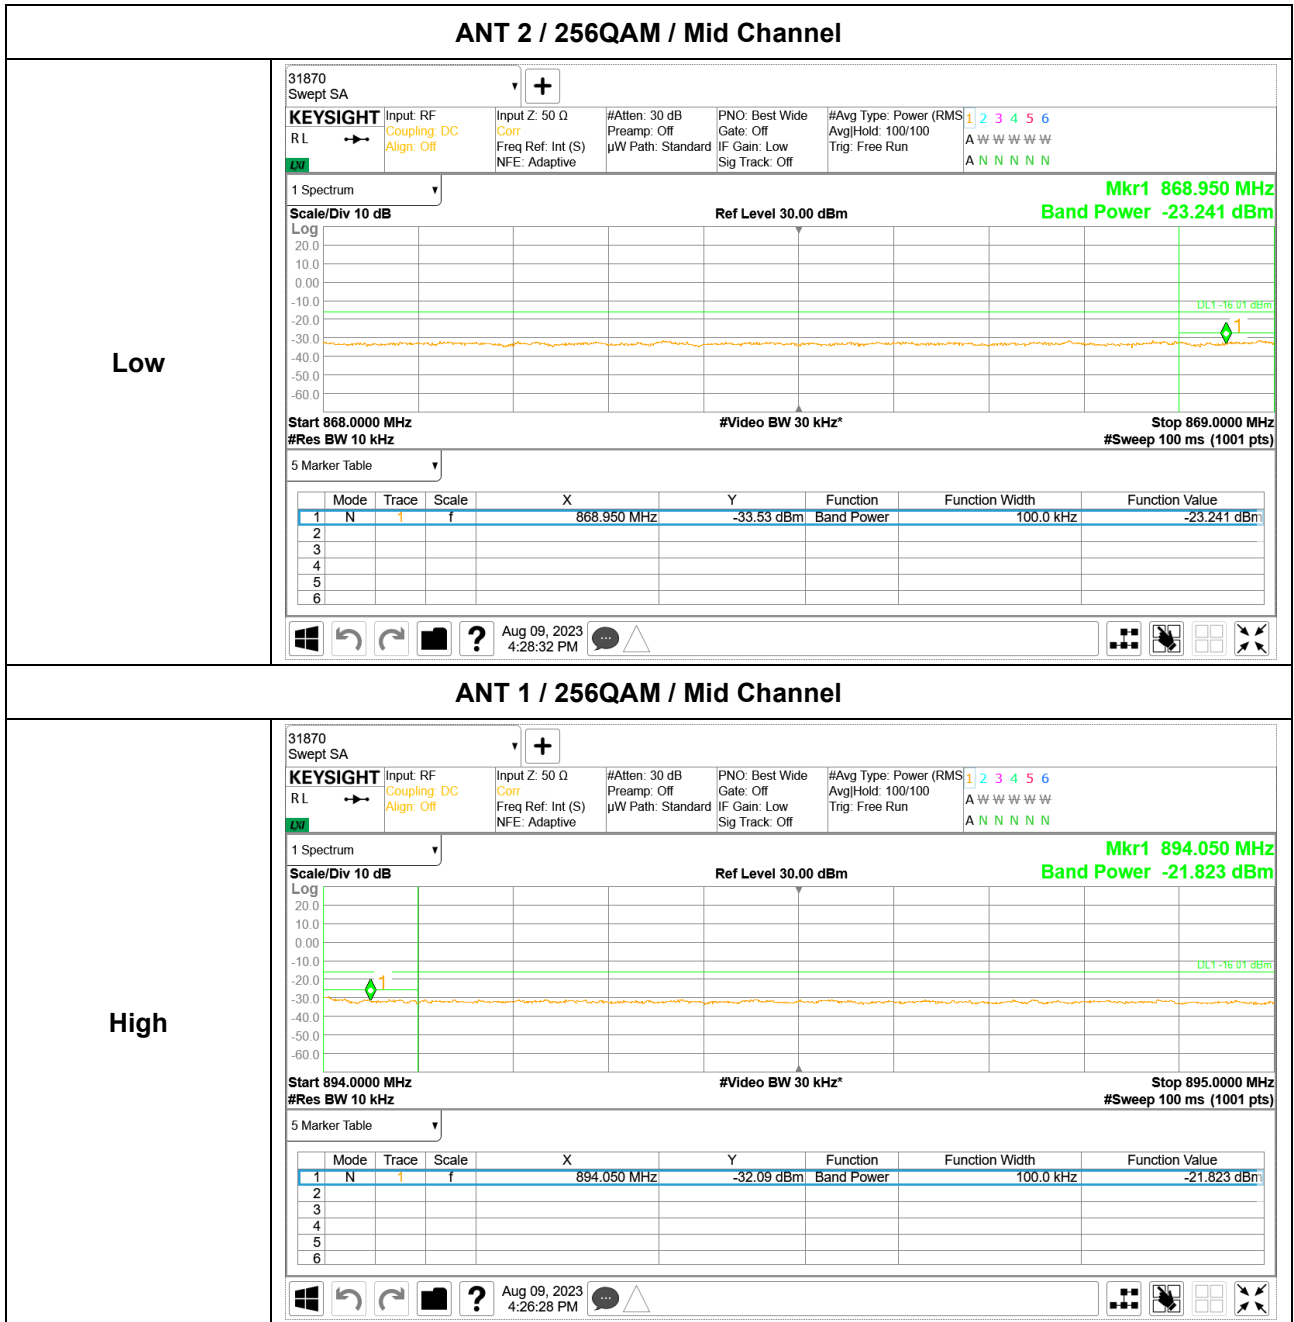 ANT 2 / 256QAM / Mid Channel
Low
31870
Swept SA
KEYSIGHT Input: RF Input Z: 50 Ω #Atten: 30 dB PNO: Best Wide #Avg Type: Power (RMS 1 2 3 4 5 6
R L Coupling: DC Corr Preamp: Off Gate: Off Avg|Hold: 100/100 A W W W W W
Align: Off Freq Ref: Int (S) µW Path: Standard IF Gain: Low Trig: Free Run
LXI NFE: Adaptive Sig Track: Off A N N N N N
1 Spectrum Mkr1 868.950 MHz
Scale/Div 10 dB Ref Level 30.00 dBm Band Power -23.241 dBm
Log
20.0
10.0
0.00
-10.0 DL1 -16.01 dBm
-20.0 1
-30.0
-40.0
-50.0
-60.0
Start 868.0000 MHz #Video BW 30 kHz* Stop 869.0000 MHz
#Res BW 10 kHz #Sweep 100 ms (1001 pts)
5 Marker Table
Mode Trace Scale X Y Function Function Width Function Value
1 N 1 f 868.950 MHz -33.53 dBm Band Power 100.0 kHz -23.241 dBm
2
3
4
5
6
? Aug 09, 2023
4:28:32 PM
ANT 1 / 256QAM / Mid Channel
High
31870
Swept SA
KEYSIGHT Input: RF Input Z: 50 Ω #Atten: 30 dB PNO: Best Wide #Avg Type: Power (RMS 1 2 3 4 5 6
R L Coupling: DC Corr Preamp: Off Gate: Off Avg|Hold: 100/100 A W W W W W
Align: Off Freq Ref: Int (S) µW Path: Standard IF Gain: Low Trig: Free Run
LXI NFE: Adaptive Sig Track: Off A N N N N N
1 Spectrum Mkr1 894.050 MHz
Scale/Div 10 dB Ref Level 30.00 dBm Band Power -21.823 dBm
Log
20.0
10.0
0.00
-10.0 DL1 -16.01 dBm
-20.0 1
-30.0
-40.0
-50.0
-60.0
Start 894.0000 MHz #Video BW 30 kHz* Stop 895.0000 MHz
#Res BW 10 kHz #Sweep 100 ms (1001 pts)
5 Marker Table
Mode Trace Scale X Y Function Function Width Function Value
1 N 1 f 894.050 MHz -32.09 dBm Band Power 100.0 kHz -21.823 dBm
2
3
4
5
6
? Aug 09, 2023
4:26:28 PM